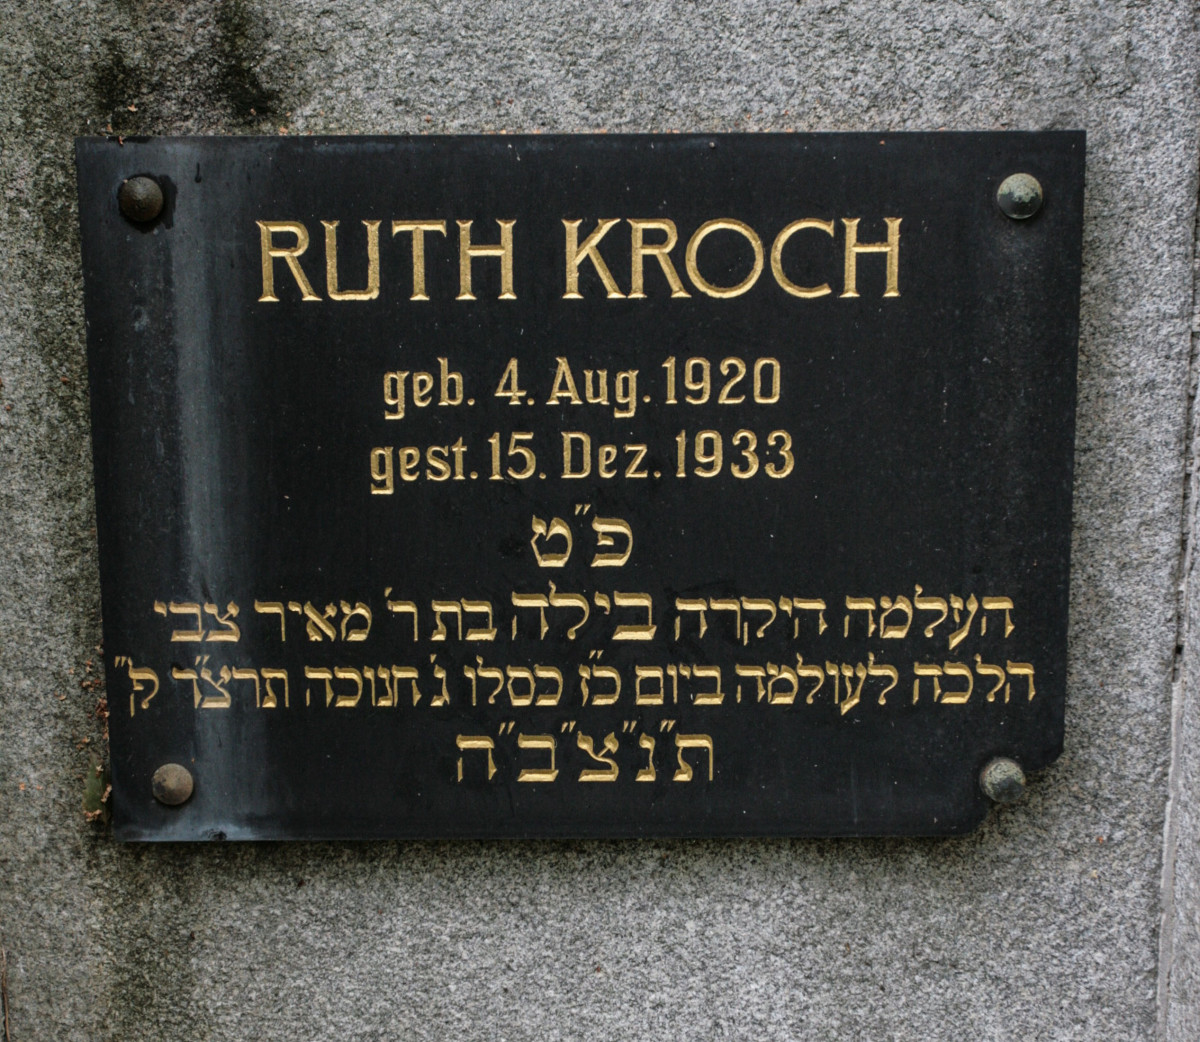 RUTH KROCH
geb. 4. Aug. 1920
gest. 15. Dez. 1933
פ״ט
העלמה היקרה בילה בת ר׳ מאיר צבי
הלכה לעולמה ביום כ״ז כסלו ג׳ חנוכה תרצ״ד ק״
ת״נ״צ״ב״ה